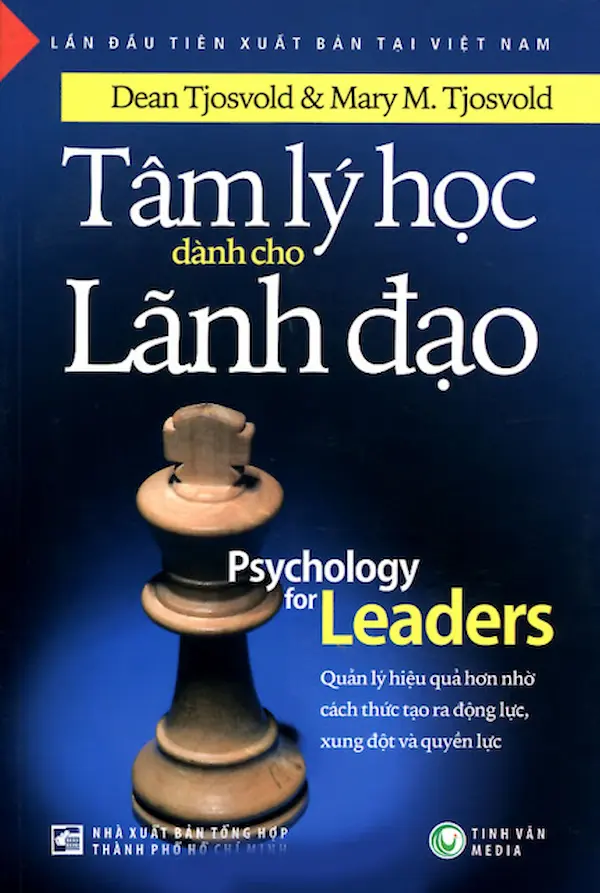 LẦN ĐẦU TIÊN XUẤT BẢN TẠI VIỆT NAM
Dean Tjosvold & Mary M. Tjosvold
Tâm lý học
dành cho
Lãnh đạo
Psychology
for
Leaders
Quản lý hiệu quả hơn nhờ
cách thức tạo ra động lực,
xung đột và quyền lực
NHÀ XUẤT BẢN TỔNG HỢP
THÀNH PHỐ HỒ CHÍ MINH
TINH VĂN
MEDIA